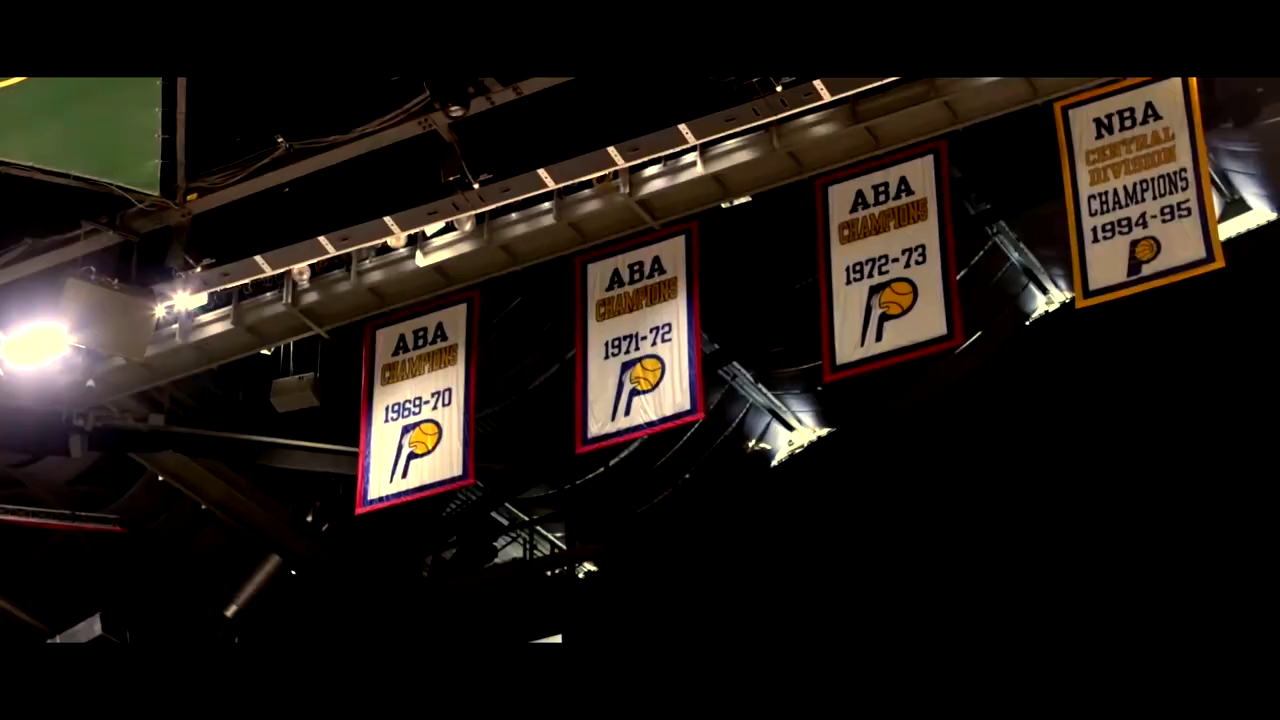 ABA
CHAMPIONS
1969-70
ABA
CHAMPIONS
1971-72
ABA
CHAMPIONS
1972-73
NBA
CENTRAL
DIVISION
CHAMPIONS
1994-95